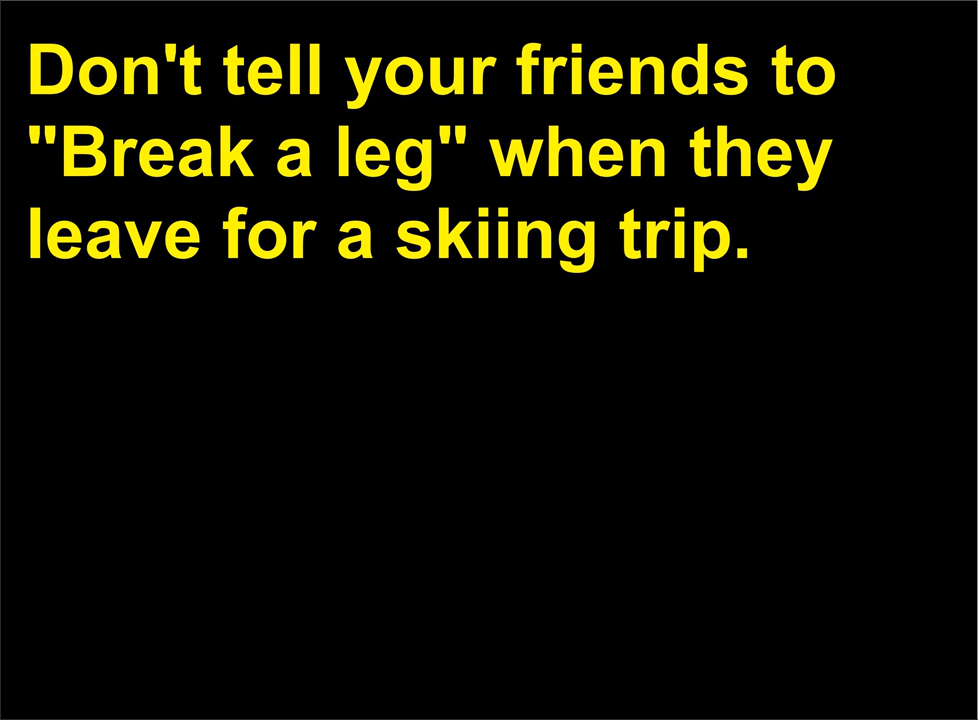 Don't tell your friends to
"Break a leg" when they
leave for a skiing trip.